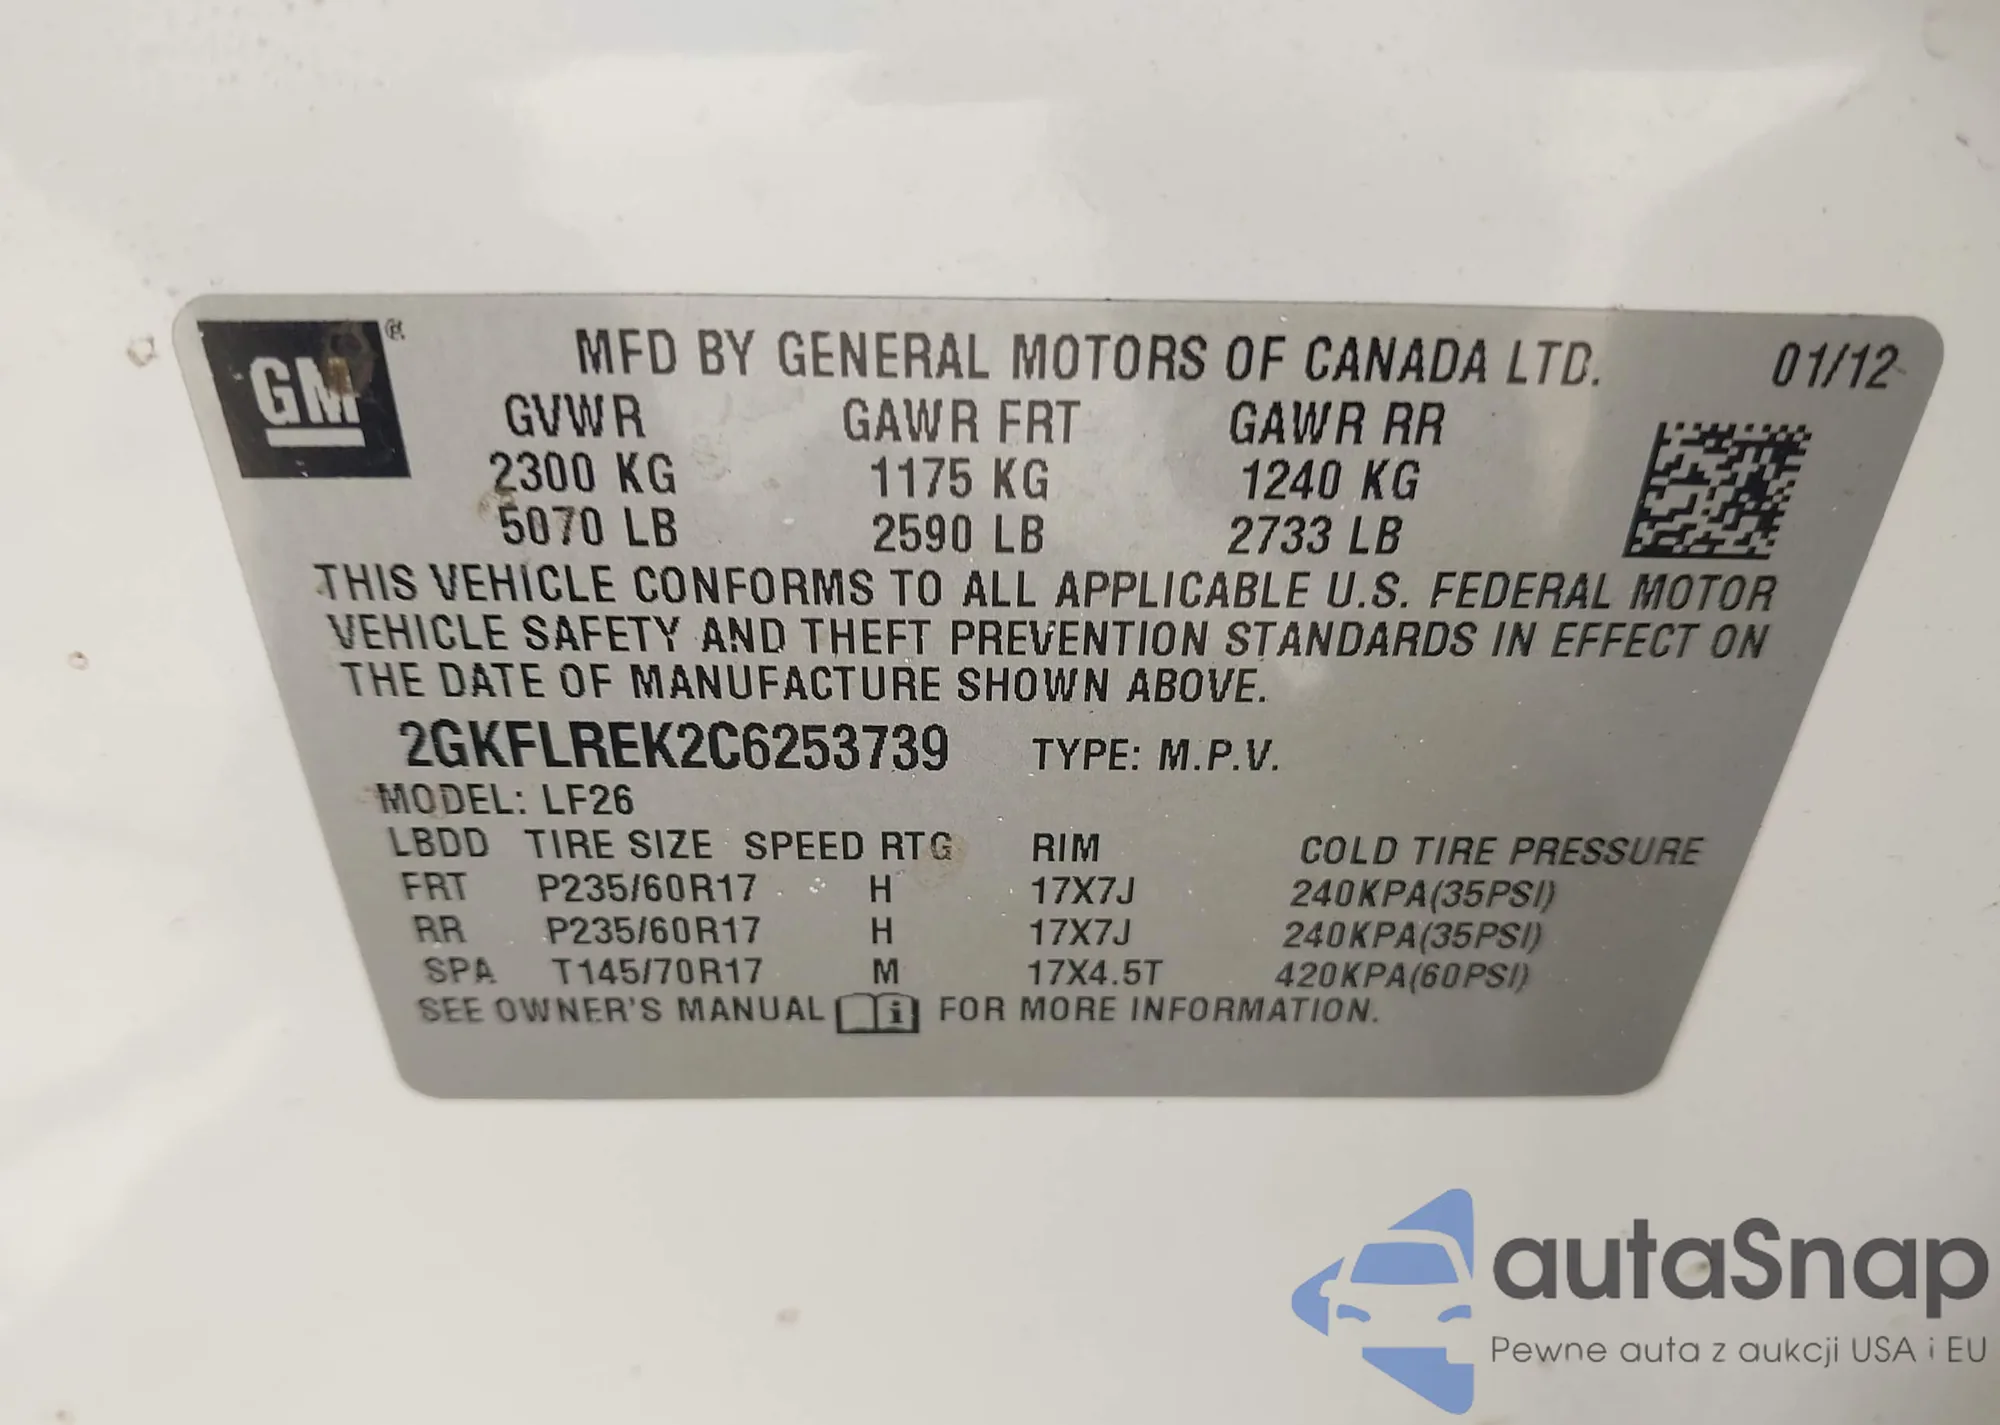 GM
MFD BY GENERAL MOTORS OF CANADA LTD. 01/12
GVWR GAWR FRT GAWR RR
2300 KG 1175 KG 1240 KG
5070 LB 2590 LB 2733 LB
THIS VEHICLE CONFORMS TO ALL APPLICABLE U.S. FEDERAL MOTOR
VEHICLE SAFETY AND THEFT PREVENTION STANDARDS IN EFFECT ON
THE DATE OF MANUFACTURE SHOWN ABOVE.
2GKFLREK2C6253739 TYPE: M.P.V.
MODEL: LF26
LBDD TIRE SIZE SPEED RTG RIM COLD TIRE PRESSURE
FRT P235/60R17 H 17X7J 240KPA(35PSI)
RR P235/60R17 H 17X7J 240KPA(35PSI)
SPA T145/70R17 M 17X4.5T 420KPA(60PSI)
SEE OWNER'S MANUAL i FOR MORE INFORMATION.
autaSnap
Pewne auta z aukcji USA i EU